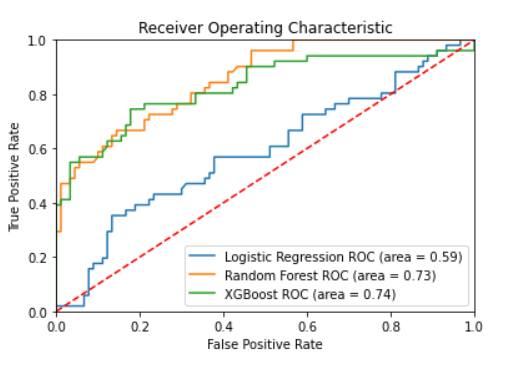 Receiver Operating Characteristic
1.0
0.8
0.6
0.4
0.2
0.0
True Positive Rate
Logistic Regression ROC (area = 0.59)
Random Forest ROC (area = 0.73)
XGBoost ROC (area = 0.74)
0.0 0.2 0.4 0.6 0.8 1.0
False Positive Rate